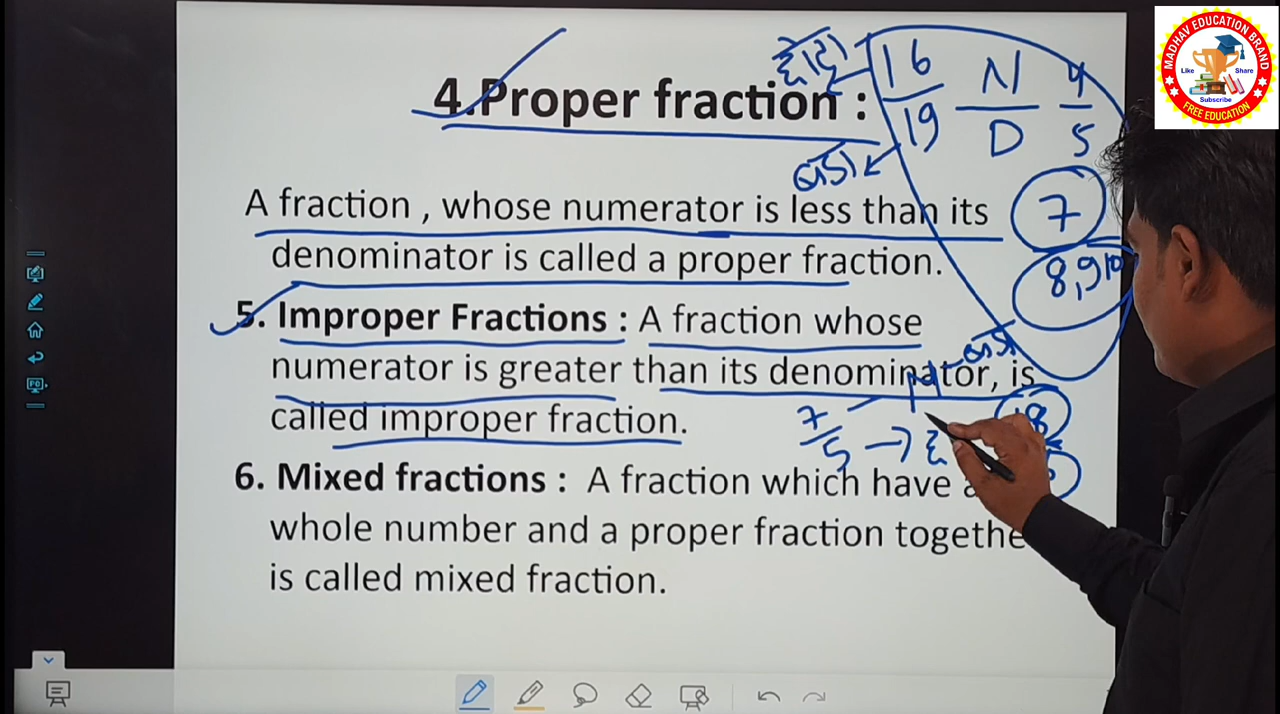 4.Proper fraction :
16/19 N/D 4/5
A fraction , whose numerator is less than its
7
denominator is called a proper fraction.
8,9,10
5. Improper Fractions : A fraction whose
numerator is greater than its denominator, is
called improper fraction.
7/5
6. Mixed fractions : A fraction which have a
whole number and a proper fraction together
is called mixed fraction.
MADHAV EDUCATION BRAND
Like
Share
Subscribe
FREE EDUCATION